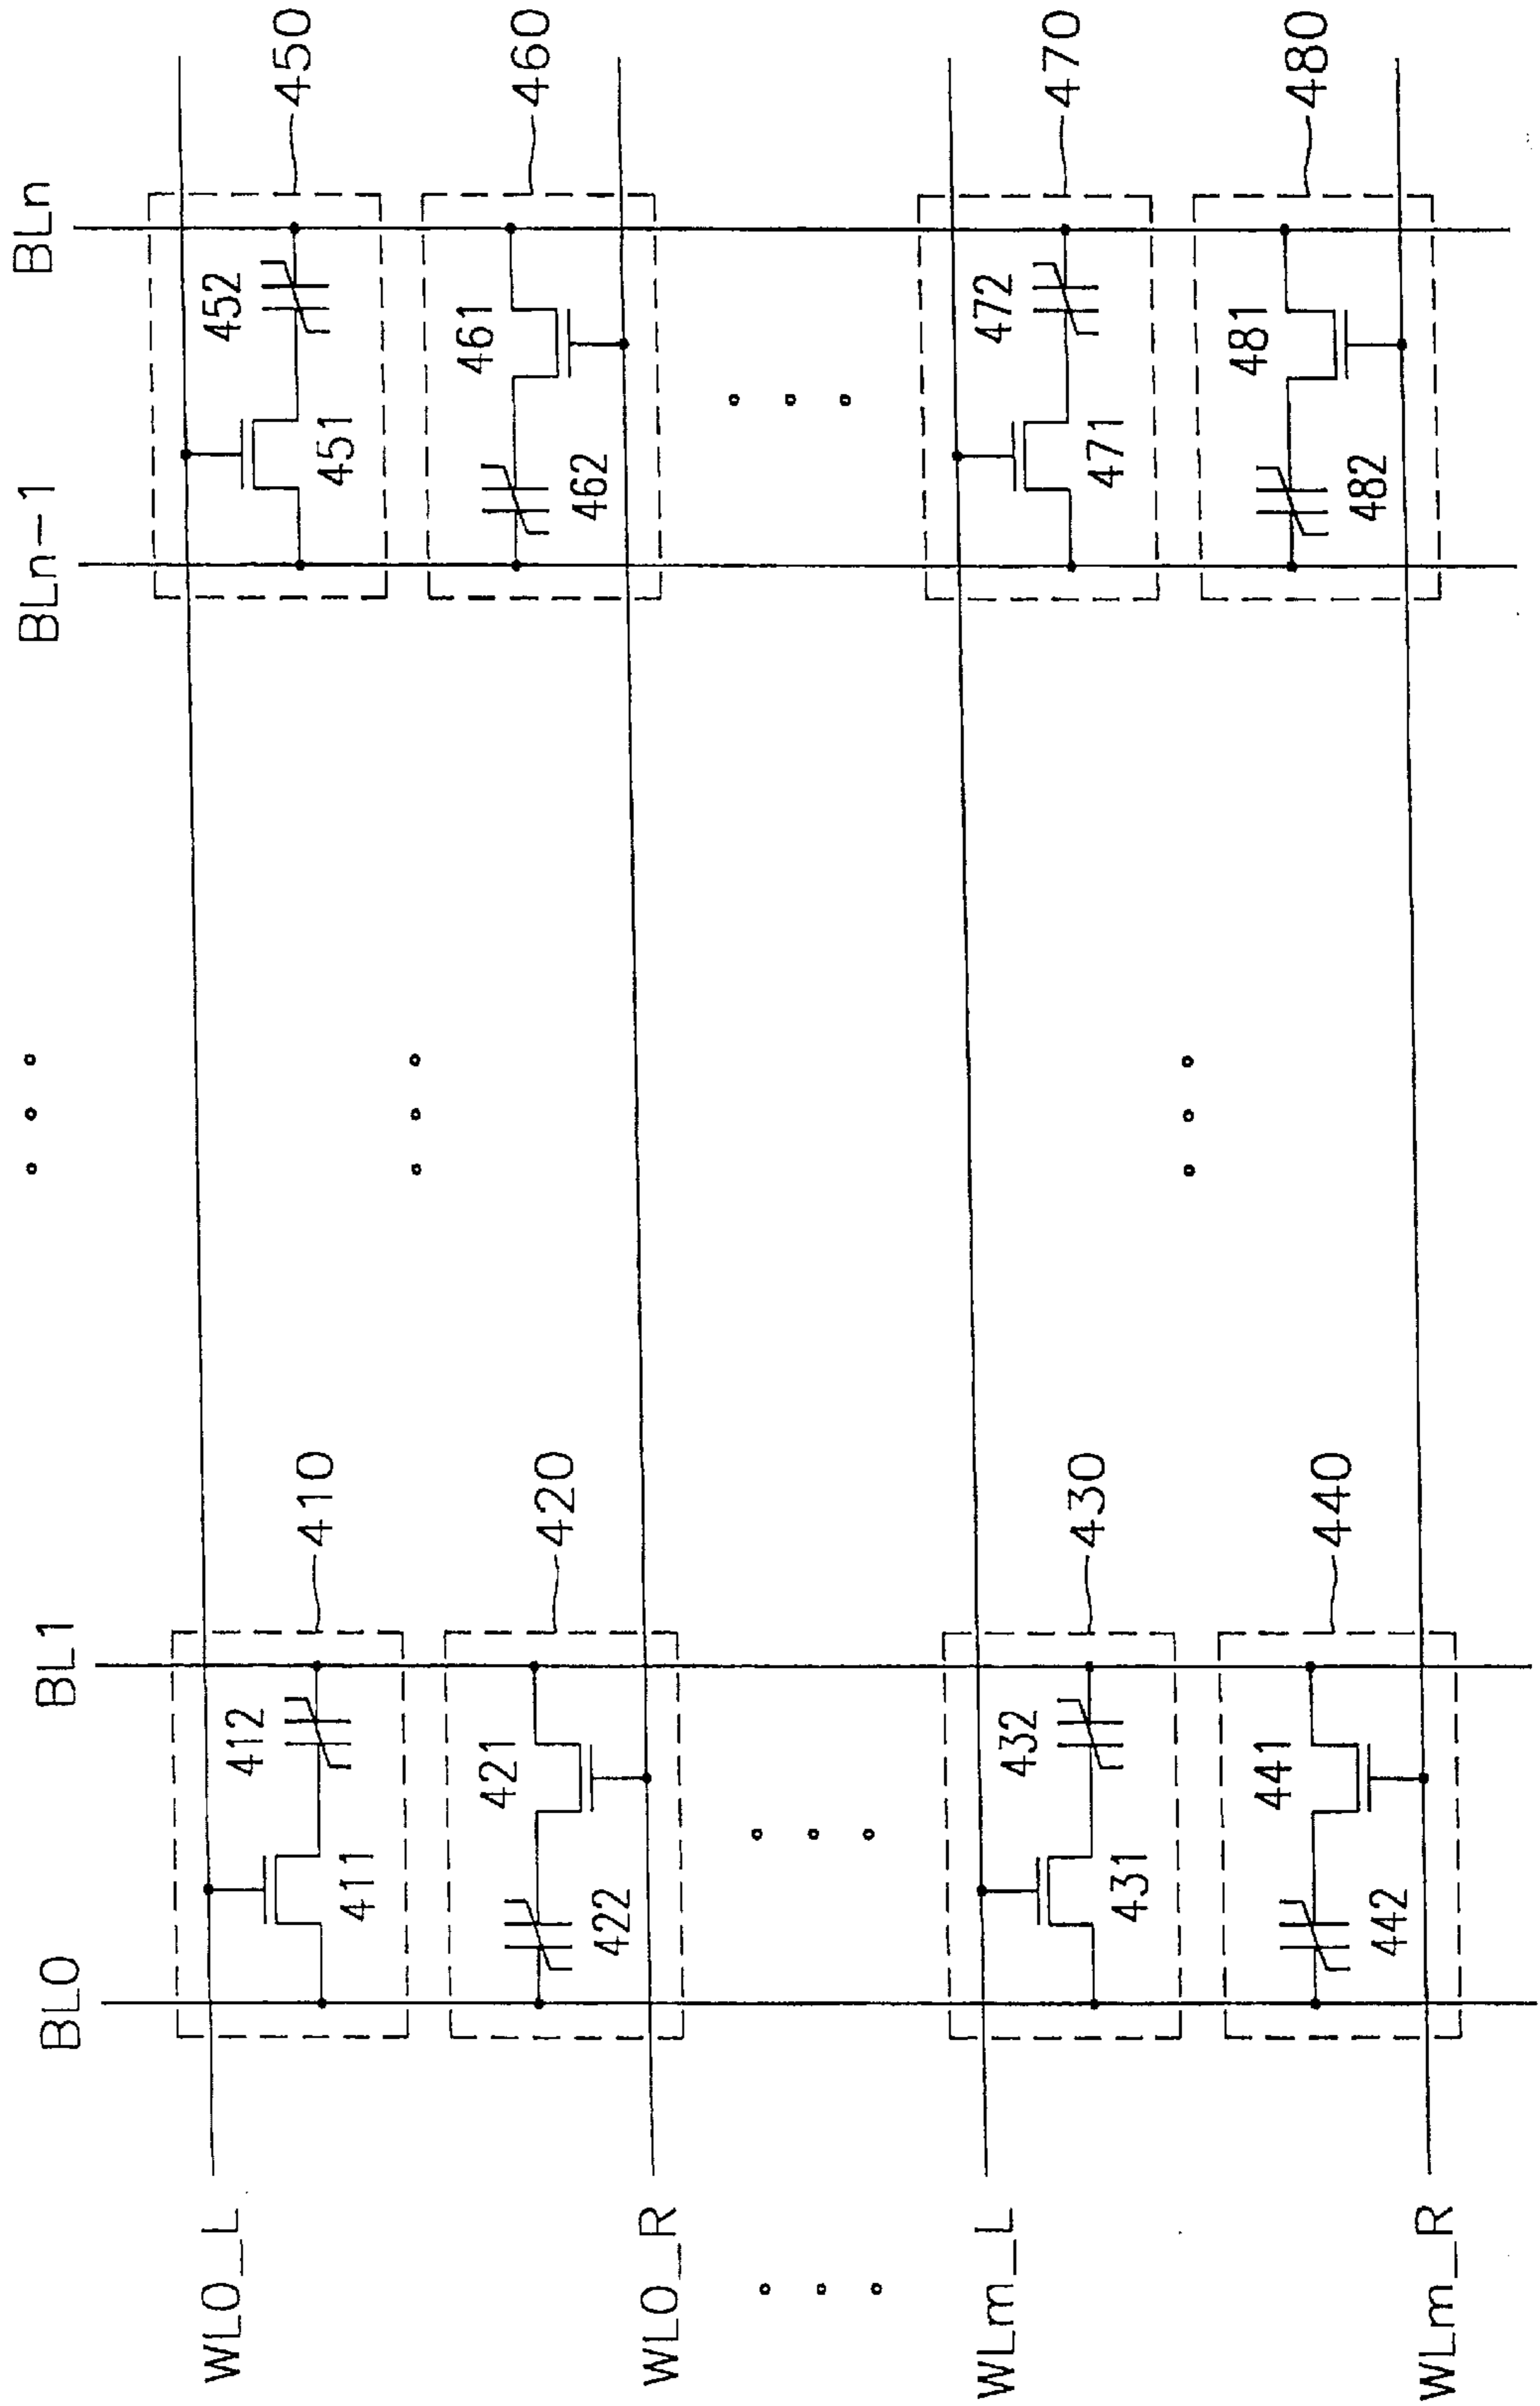 BL0 BL1 BLn-1 BLn
WL0_L 412 452
410 450
411 451
421 461
420 460
422 462
WL0_R
WLm_L 432 472
430 470
431 471
441 481
440 480
442 482
WLm_R